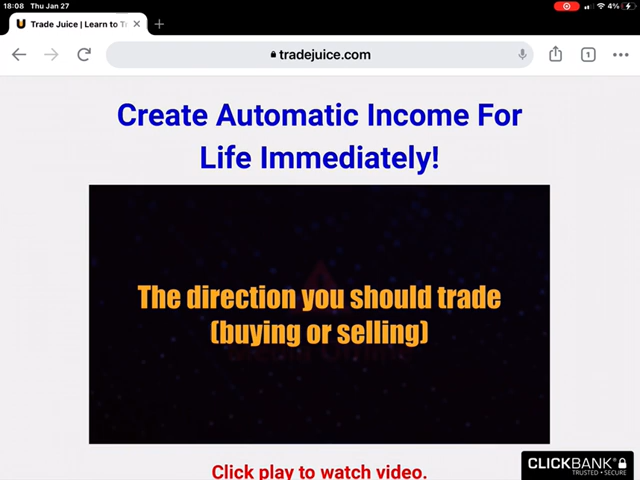 18:08 Thu Jan 27 4%
Trade Juice | Learn to Tr
tradejuice.com 1
Create Automatic Income For
Life Immediately!
The direction you should trade
(buying or selling)
Click play to watch video.
CLICKBANK®
TRUSTED • SECURE